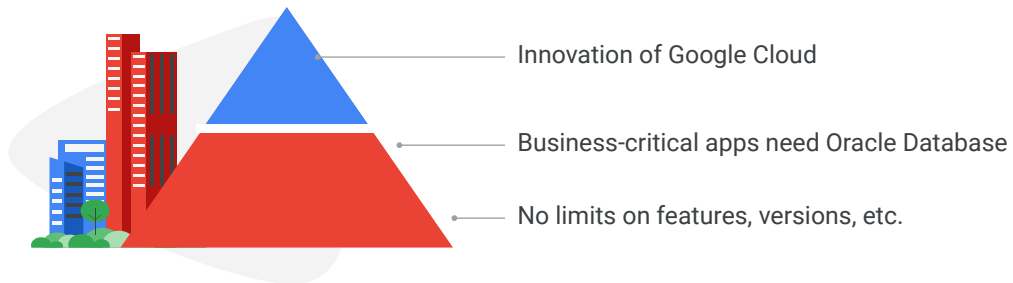 Innovation of Google Cloud
Business-critical apps need Oracle Database
No limits on features, versions, etc.